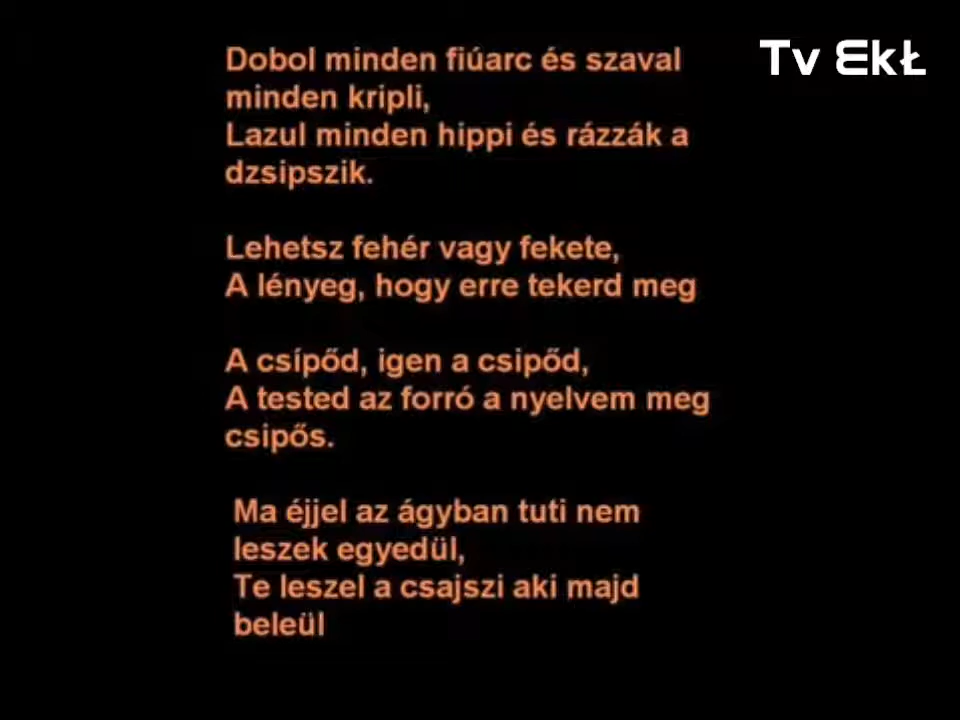 Tv EkŁ
Dobol minden fiúarc és szaval
minden kripli,
Lazul minden hippi és rázzák a
dzsipszik.
Lehetsz fehér vagy fekete,
A lényeg, hogy erre tekerd meg
A csípőd, igen a csipőd,
A tested az forró a nyelvem meg
csipős.
Ma éjjel az ágyban tuti nem
leszek egyedül,
Te leszel a csajszi aki majd
beleül